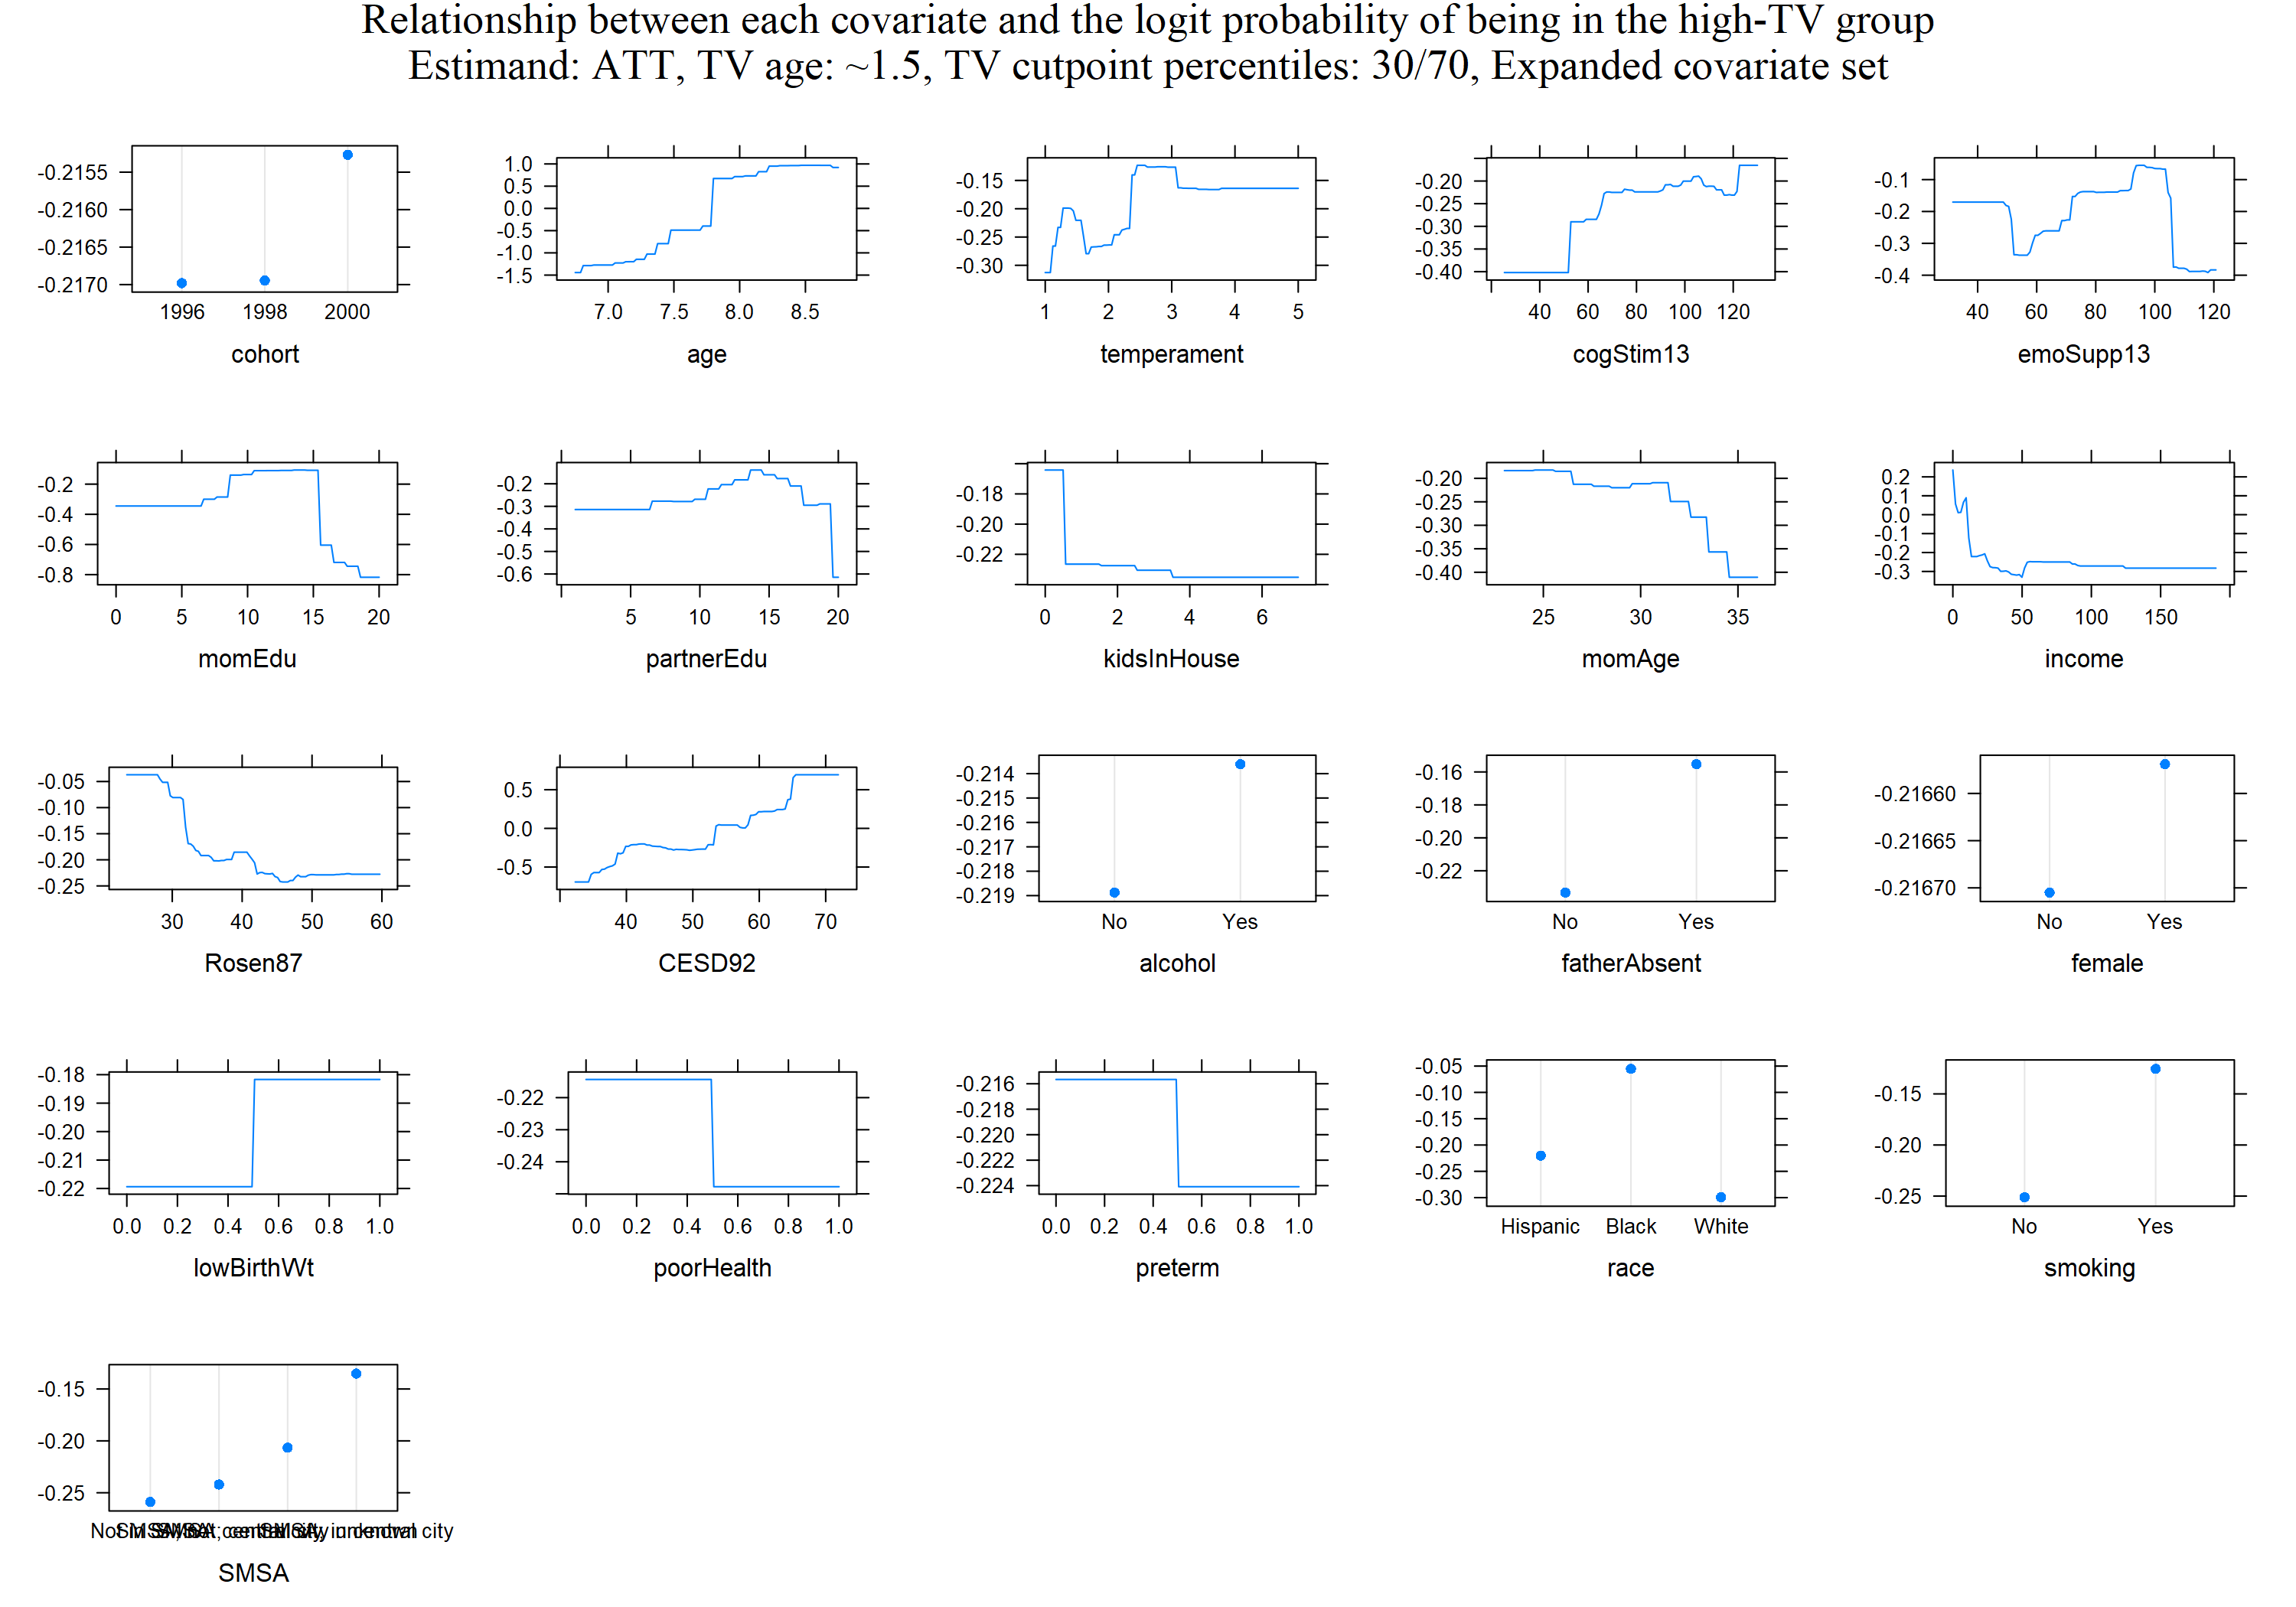 Relationship between each covariate and the logit probability of being in the high-TV group
Estimand: ATT, TV age: ~1.5, TV cutpoint percentiles: 30/70, Expanded covariate set
-0.2155
-0.2160
-0.2165
-0.2170
1996 1998 2000
cohort
1.0
0.5
0.0
-0.5
-1.0
-1.5
7.0 7.5 8.0 8.5
age
-0.15
-0.20
-0.25
-0.30
1 2 3 4 5
temperament
-0.20
-0.25
-0.30
-0.35
-0.40
40 60 80 100 120
cogStim13
-0.1
-0.2
-0.3
-0.4
40 60 80 100 120
emoSupp13
-0.2
-0.4
-0.6
-0.8
0 5 10 15 20
momEdu
-0.2
-0.3
-0.4
-0.5
-0.6
5 10 15 20
partnerEdu
-0.18
-0.20
-0.22
0 2 4 6
kidsInHouse
-0.20
-0.25
-0.30
-0.35
-0.40
25 30 35
momAge
0.2
0.1
0.0
-0.1
-0.2
-0.3
0 50 100 150
income
-0.05
-0.10
-0.15
-0.20
-0.25
30 40 50 60
Rosen87
0.5
0.0
-0.5
40 50 60 70
CESD92
-0.214
-0.215
-0.216
-0.217
-0.218
-0.219
No Yes
alcohol
-0.16
-0.18
-0.20
-0.22
No Yes
fatherAbsent
-0.21660
-0.21665
-0.21670
No Yes
female
-0.18
-0.19
-0.20
-0.21
-0.22
0.0 0.2 0.4 0.6 0.8 1.0
lowBirthWt
-0.22
-0.23
-0.24
0.0 0.2 0.4 0.6 0.8 1.0
poorHealth
-0.216
-0.218
-0.220
-0.222
-0.224
0.0 0.2 0.4 0.6 0.8 1.0
preterm
-0.05
-0.10
-0.15
-0.20
-0.25
-0.30
Hispanic Black White
race
-0.15
-0.20
-0.25
No Yes
smoking
-0.15
-0.20
-0.25
city
SMSA